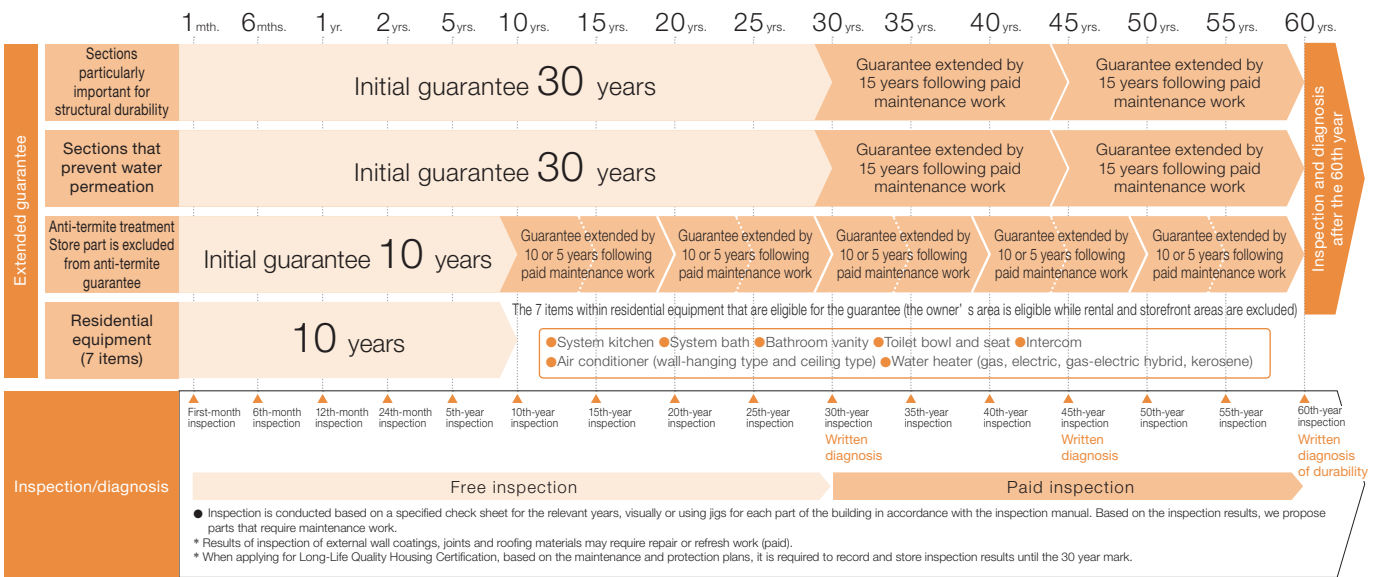 1 mth. 6 mths. 1 yr. 2 yrs. 5 yrs. 10 yrs. 15 yrs. 20 yrs. 25 yrs. 30 yrs. 35 yrs. 40 yrs. 45 yrs. 50 yrs. 55 yrs. 60 yrs.
Extended guarantee
Sections
particularly
important for
structural durability
Initial guarantee 30 years
Guarantee extended by
15 years following paid
maintenance work
Guarantee extended by
15 years following paid
maintenance work
Sections that
prevent water
permeation
Initial guarantee 30 years
Guarantee extended by
15 years following paid
maintenance work
Guarantee extended by
15 years following paid
maintenance work
Anti-termite treatment
Store part is excluded
from anti-termite
guarantee
Initial guarantee 10 years
Guarantee extended by
10 or 5 years following
paid maintenance work
Guarantee extended by
10 or 5 years following
paid maintenance work
Guarantee extended by
10 or 5 years following
paid maintenance work
Guarantee extended by
10 or 5 years following
paid maintenance work
Guarantee extended by
10 or 5 years following
paid maintenance work
Inspection and diagnosis
after the 60th year
Residential
equipment
(7 items)
10 years
The 7 items within residential equipment that are eligible for the guarantee (the owner' s area is eligible while rental and storefront areas are excluded)
●System kitchen ●System bath ●Bathroom vanity ●Toilet bowl and seat ●Intercom
●Air conditioner (wall-hanging type and ceiling type) ●Water heater (gas, electric, gas-electric hybrid, kerosene)
Inspection/diagnosis
First-month
inspection
6th-month
inspection
12th-month
inspection
24th-month
inspection
5th-year
inspection
10th-year
inspection
15th-year
inspection
20th-year
inspection
25th-year
inspection
30th-year
inspection
Written
diagnosis
35th-year
inspection
40th-year
inspection
45th-year
inspection
Written
diagnosis
50th-year
inspection
55th-year
inspection
60th-year
inspection
Written
diagnosis
of durability
Free inspection
Paid inspection
● Inspection is conducted based on a specified check sheet for the relevant years, visually or using jigs for each part of the building in accordance with the inspection manual. Based on the inspection results, we propose
parts that require maintenance work.
* Results of inspection of external wall coatings, joints and roofing materials may require repair or refresh work (paid).
* When applying for Long-Life Quality Housing Certification, based on the maintenance and protection plans, it is required to record and store inspection results until the 30 year mark.